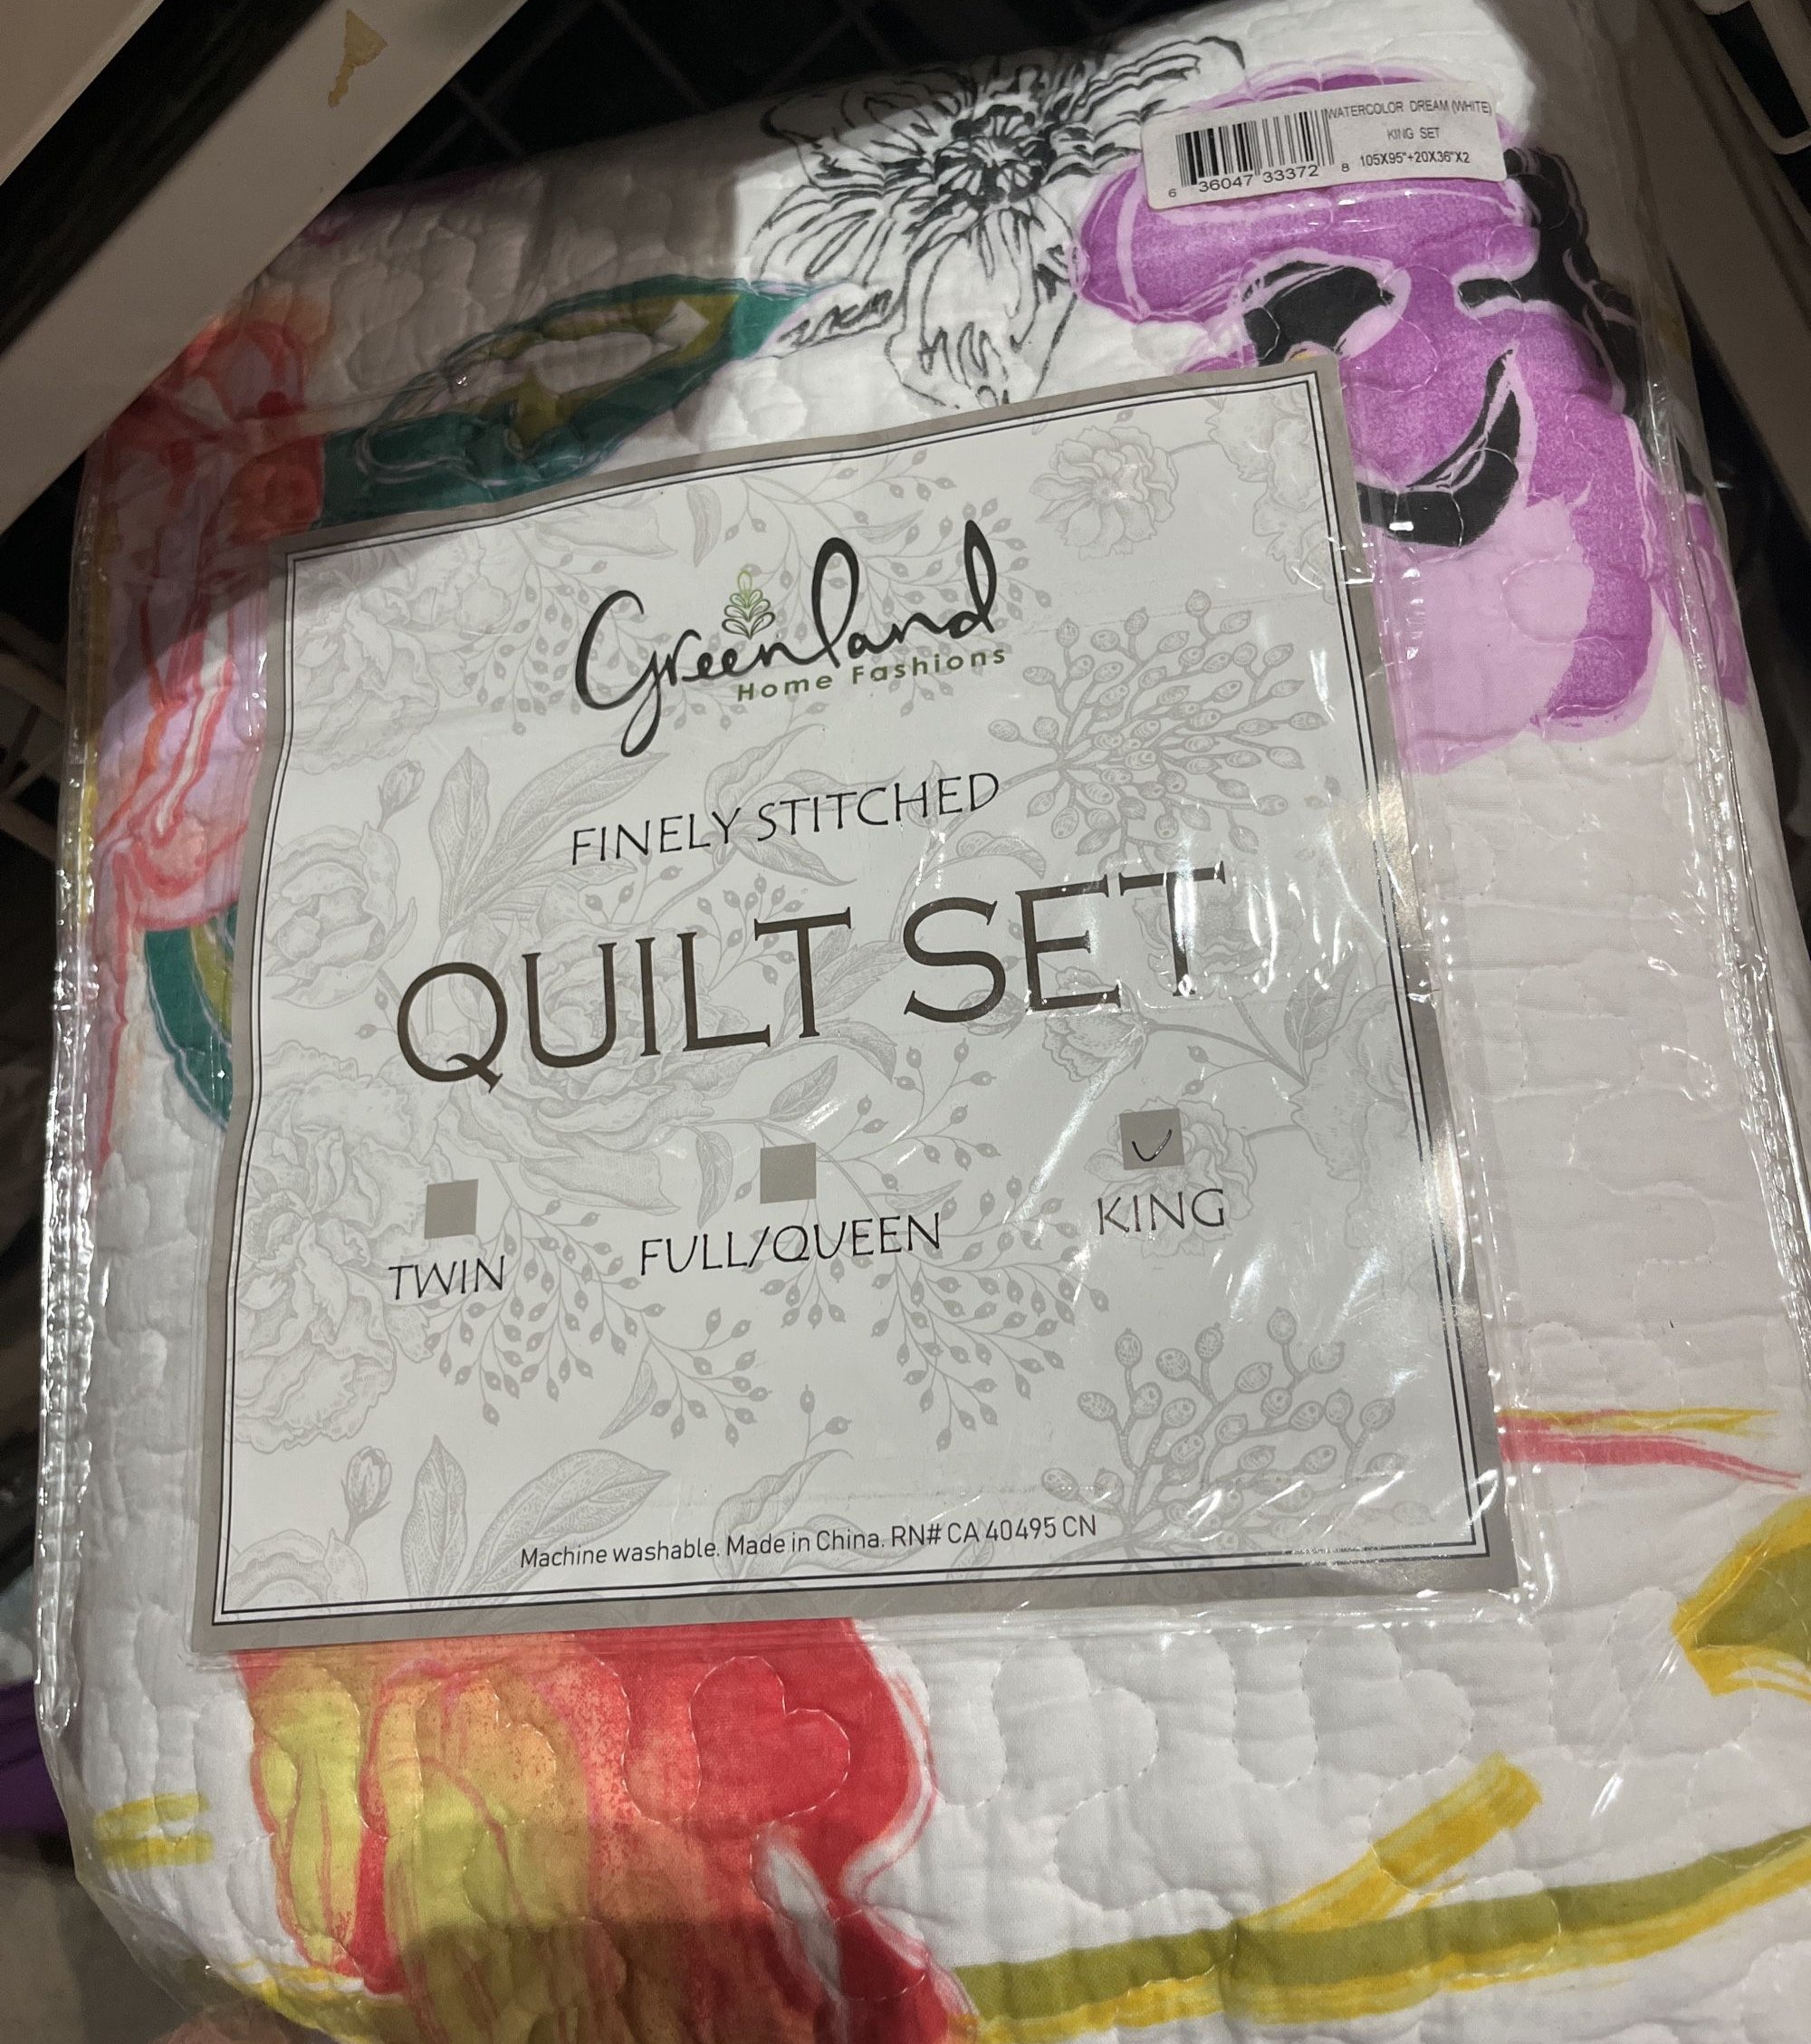 WATERCOLOR DREAM (WHITE)
KING SET
105X95"+20X36"X2
6 36047 33372 8
Greenland
Home Fashions
FINELY STITCHED
QUILT SET
TWIN
FULL/QUEEN
KING
Machine washable. Made in China. RN# CA 40495 CN